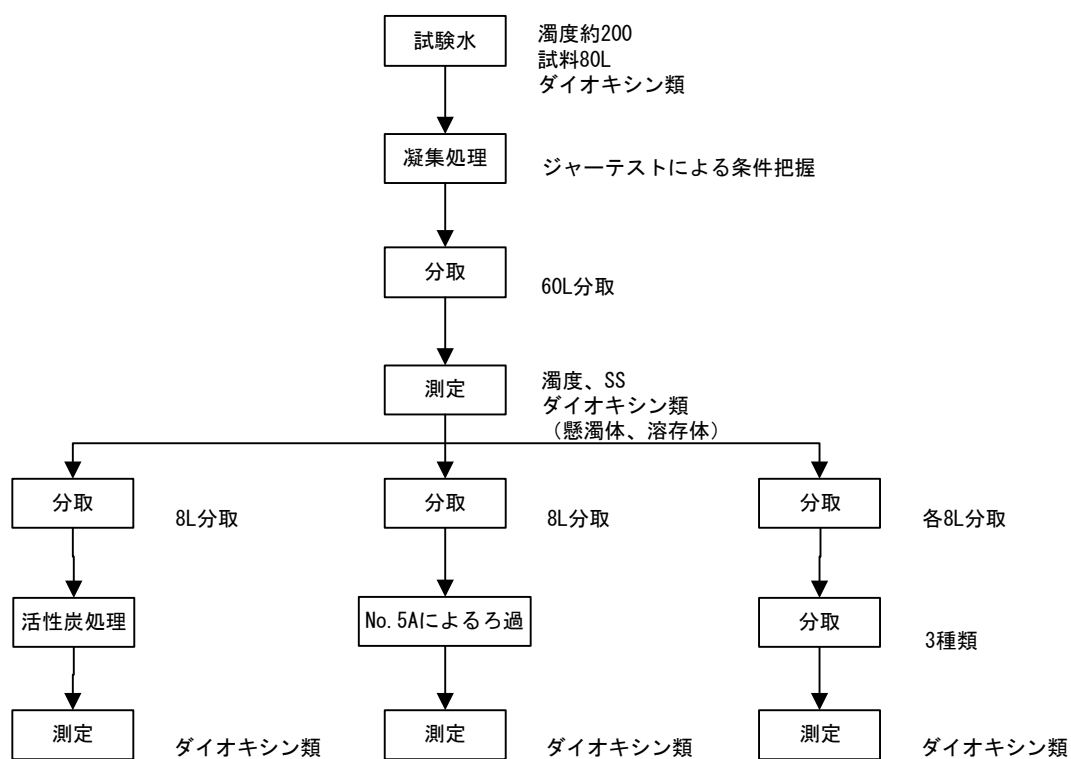 試験水
濁度約200
試料80L
ダイオキシン類
凝集処理
ジャーテストによる条件把握
分取
60L分取
測定
濁度、SS
ダイオキシン類
（懸濁体、溶存体）
分取
8L分取
分取
8L分取
分取
各8L分取
活性炭処理
No.5Aによるろ過
分取
3種類
測定
ダイオキシン類
測定
ダイオキシン類
測定
ダイオキシン類